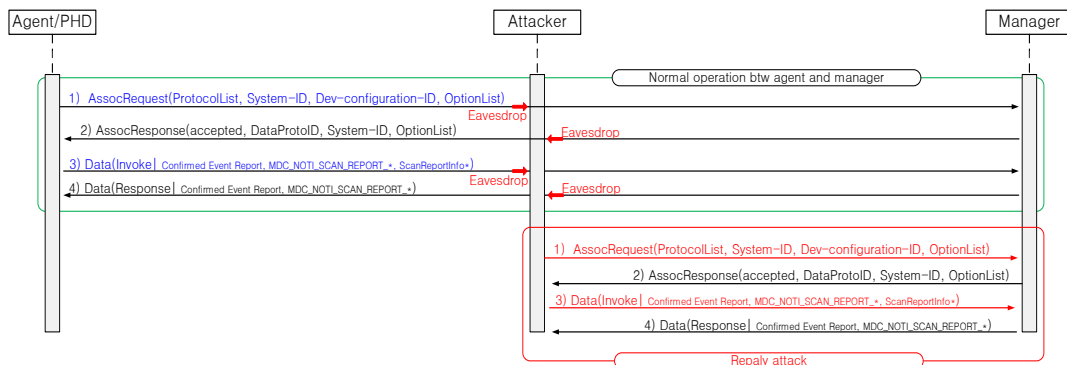 Agent/PHD
Attacker
Manager
Normal operation btw agent and manager
1) AssocRequest(ProtocolList, System-ID, Dev-configuration-ID, OptionList)
Eavesdrop
2) AssocResponse(accepted, DataProtoID, System-ID, OptionList)
Eavesdrop
3) Data(Invoke| Confirmed Event Report, MDC_NOTI_SCAN_REPORT_*, ScanReportInfo*)
Eavesdrop
4) Data(Response| Confirmed Event Report, MDC_NOTI_SCAN_REPORT_*)
Eavesdrop
1) AssocRequest(ProtocolList, System-ID, Dev-configuration-ID, OptionList)
2) AssocResponse(accepted, DataProtoID, System-ID, OptionList)
3) Data(Invoke| Confirmed Event Report, MDC_NOTI_SCAN_REPORT_*, ScanReportInfo*)
4) Data(Response| Confirmed Event Report, MDC_NOTI_SCAN_REPORT_*)
Repaly attack